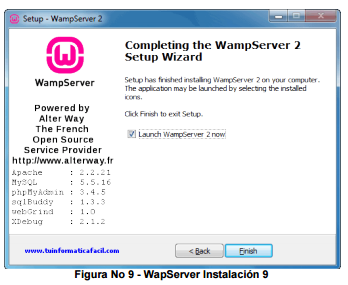 Setup - WampServer 2
WampServer
Powered by
Alter Way
The French
Open Source
Service Provider
http://www.alterway.fr
Apache : 2.2.21
MySQL : 5.5.16
phpMyAdmin : 3.4.5
sqlBuddy : 1.3.3
webGrind : 1.0
XDebug : 2.1.2
Completing the WampServer 2
Setup Wizard
Setup has finished installing WampServer 2 on your computer.
The application may be launched by selecting the installed
icons.
Click Finish to exit Setup.
Launch WampServer 2 now
www.tuinformaticafacil.com
< Back
Finish
Figura No 9 - WapServer Instalación 9